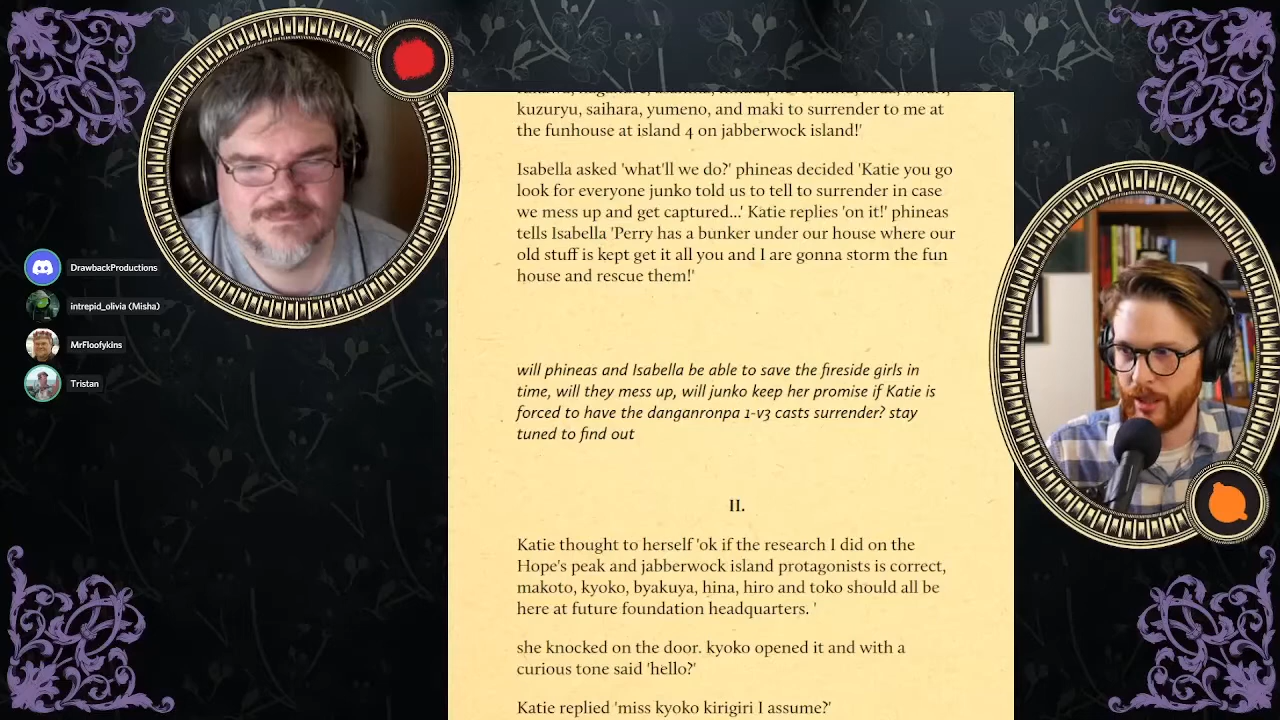 kuzuryu, saihara, yumeno, and maki to surrender to me at
the funhouse at island 4 on jabberwock island!'
Isabella asked 'what'll we do?' phineas decided 'Katie you go
look for everyone junko told us to tell to surrender in case
we mess up and get captured...' Katie replies 'on it!' phineas
tells Isabella 'Perry has a bunker under our house where our
old stuff is kept get it all you and I are gonna storm the fun
house and rescue them!'
will phineas and Isabella be able to save the fireside girls in
time, will they mess up, will junko keep her promise if Katie is
forced to have the danganronpa 1-v3 casts surrender? stay
tuned to find out
II.
Katie thought to herself 'ok if the research I did on the
Hope's peak and jabberwock island protagonists is correct,
makoto, kyoko, byakuya, hina, hiro and toko should all be
here at future foundation headquarters. '
she knocked on the door. kyoko opened it and with a
curious tone said 'hello?'
Katie replied 'miss kyoko kirigiri I assume?'
DrawbackProductions
intrepid_olivia (Misha)
MrFloofykins
Tristan